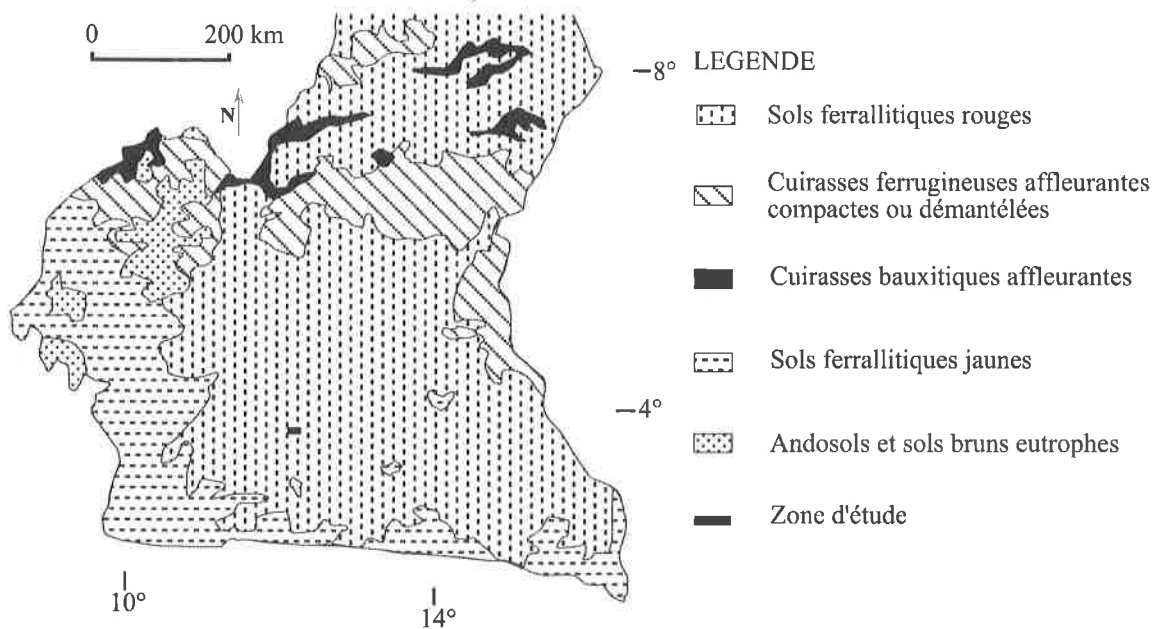 0 200 km
N
LEGENDE
Sols ferrallitiques rouges
Cuirasses ferrugineuses affleurantes
compactes ou démantélées
Cuirasses bauxitiques affleurantes
Sols ferrallitiques jaunes
Andosols et sols bruns eutrophes
Zone d'étude
8°
4°
10°
14°